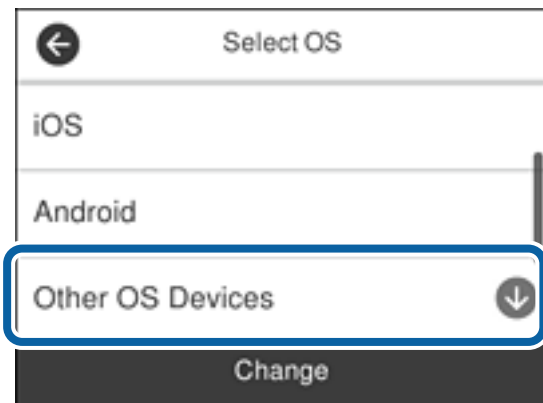 Select OS
iOS
Android
Other OS Devices
Change